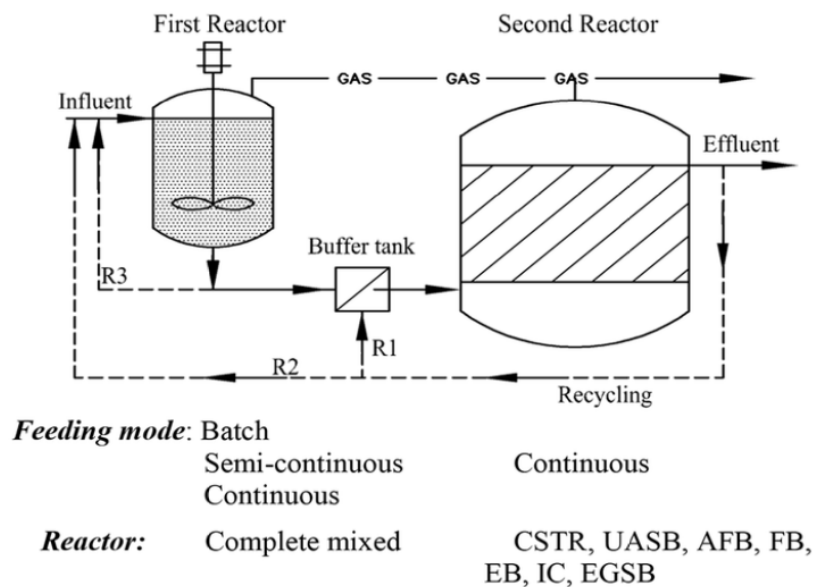 First Reactor
Second Reactor
GAS GAS GAS
Influent
Effluent
Buffer tank
R3
R1
R2
Recycling
Feeding mode: Batch
Semi-continuous Continuous
Continuous
Reactor: Complete mixed CSTR, UASB, AFB, FB,
EB, IC, EGSB